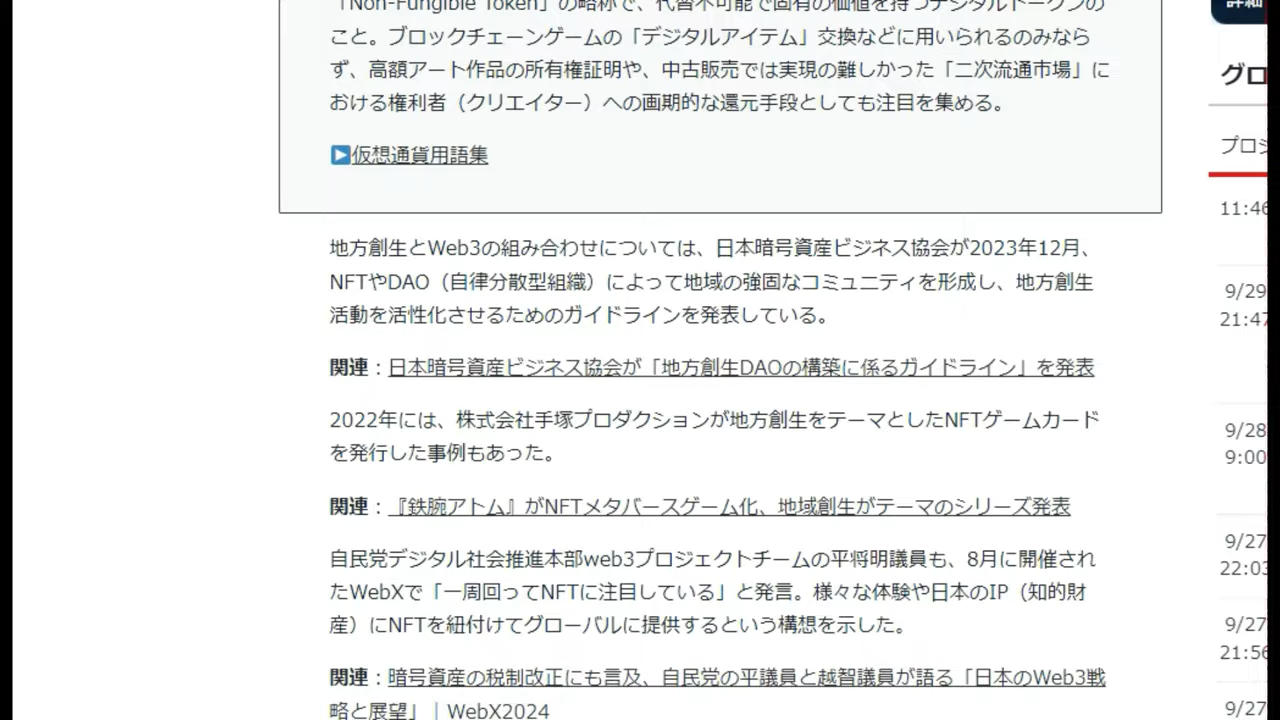 「Non-Fungible Token」の略称で、代替不可能で固有の価値を持つデジタルトークンの
こと。ブロックチェーンゲームの「デジタルアイテム」交換などに用いられるのみなら
ず、高額アート作品の所有権証明や、中古販売では実現の難しかった「二次流通市場」に
おける権利者（クリエイター）への画期的な還元手段としても注目を集める。
▶仮想通貨用語集
地方創生とWeb3の組み合わせについては、日本暗号資産ビジネス協会が2023年12月、
NFTやDAO（自律分散型組織）によって地域の強固なコミュニティを形成し、地方創生
活動を活性化させるためのガイドラインを発表している。
関連：日本暗号資産ビジネス協会が「地方創生DAOの構築に係るガイドライン」を発表
2022年には、株式会社手塚プロダクションが地方創生をテーマとしたNFTゲームカード
を発行した事例もあった。
関連：『鉄腕アトム』がNFTメタバースゲーム化、地域創生がテーマのシリーズ発表
自民党デジタル社会推進本部web3プロジェクトチームの平将明議員も、8月に開催され
たWebXで「一周回ってNFTに注目している」と発言。様々な体験や日本のIP（知的財
産）にNFTを紐付けてグローバルに提供するという構想を示した。
関連：暗号資産の税制改正にも言及、自民党の平議員と越智議員が語る「日本のWeb3戦
略と展望」｜WebX2024
詳細
グロ
プロジ
11:46
9/29
21:47
9/28
9:00
9/27
22:03
9/27
21:56
9/27